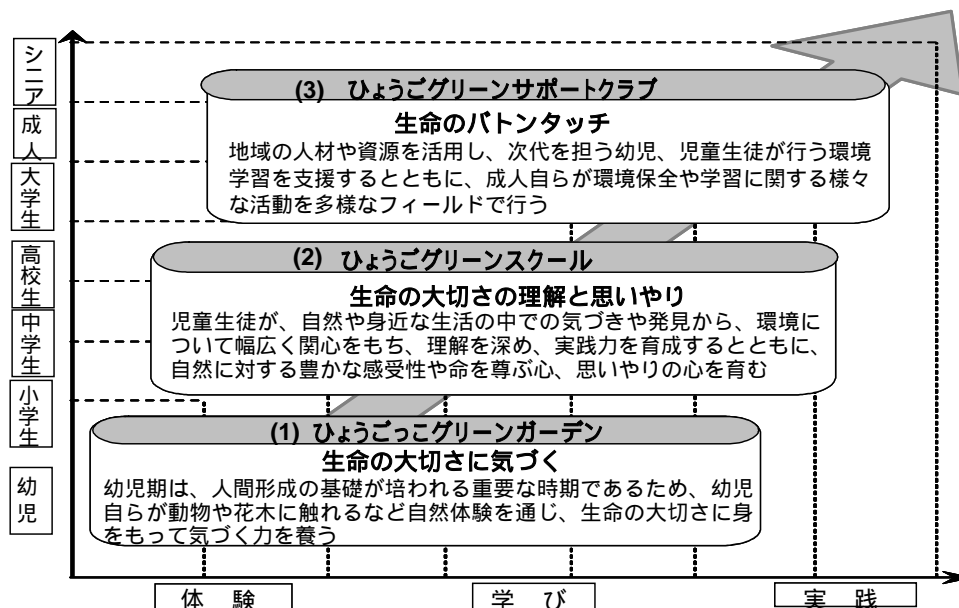 シニア
成人
大学生
高校生
中学生
小学生
幼児
(3) ひょうごグリーンサポートクラブ
生命のバトンタッチ
地域の人材や資源を活用し、次代を担う幼児、児童生徒が行う環境
学習を支援するとともに、成人自らが環境保全や学習に関する様々
な活動を多様なフィールドで行う
(2) ひょうごグリーンスクール
生命の大切さの理解と思いやり
児童生徒が、自然や身近な生活の中での気づきや発見から、環境に
ついて幅広く関心をもち、理解を深め、実践力を育成するとともに、
自然に対する豊かな感受性や命を尊ぶ心、思いやりの心を育む
(1) ひょうごっこグリーンガーデン
生命の大切さに気づく
幼児期は、人間形成の基礎が培われる重要な時期であるため、幼児
自らが動物や花木に触れるなど自然体験を通じ、生命の大切さに身
をもって気づく力を養う
体 験
学 び
実 践